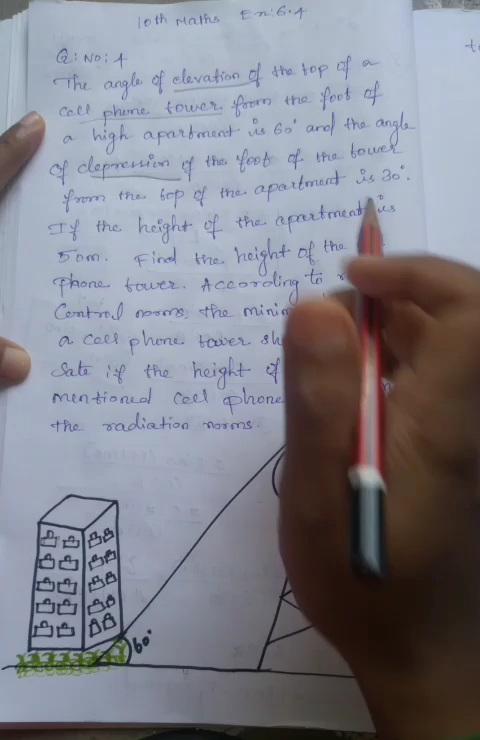 10th Maths Ex: 6.4
Q: No: 4
The angle of elevation of the top of a
cell phone tower from the foot of
a high apartment is 60° and the angle
of depression of the foot of the tower
from the top of the apartment is 30°.
If the height of the apartment is
50m. Find the height of the
phone tower. According to
Control norms, the
a cell phone tower
Safe if the height of
mentioned cell phone
the radiation norms.
60°